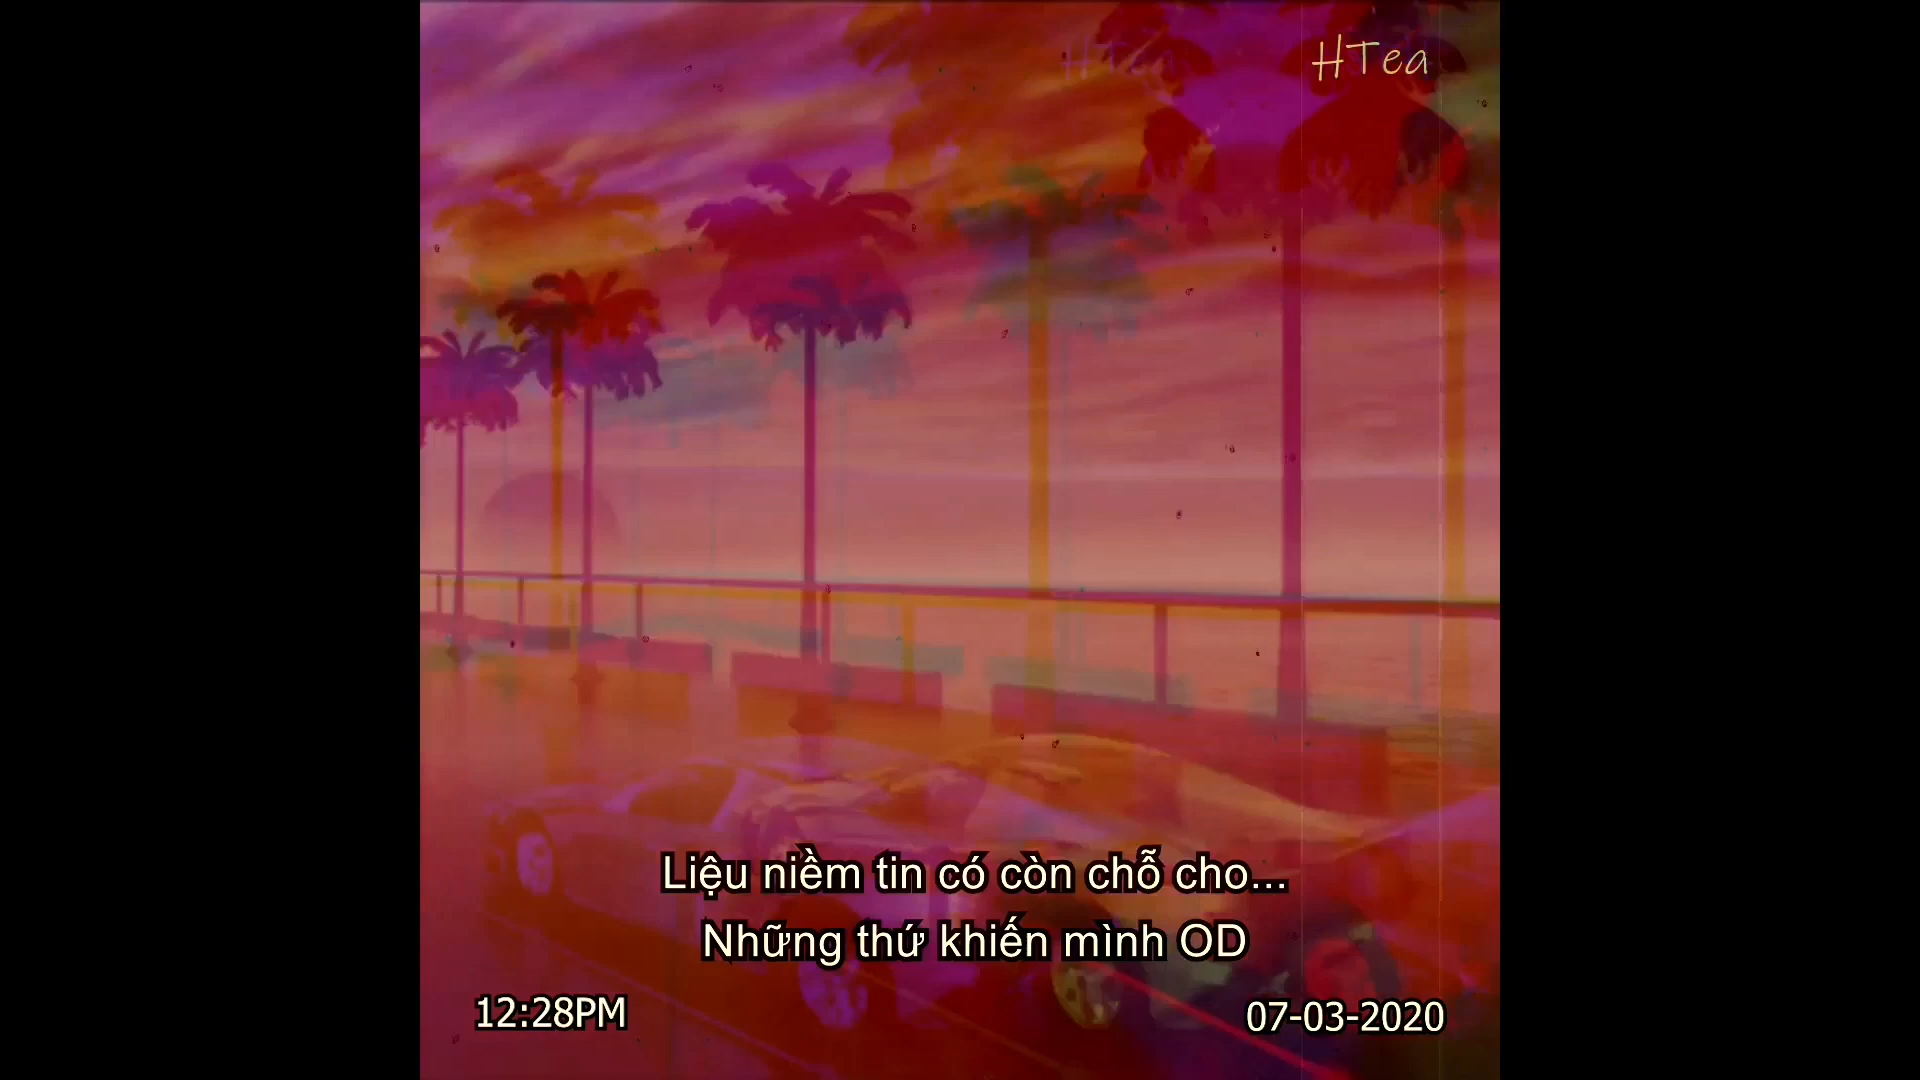 HTea
Liệu niềm tin có còn chỗ cho...
Những thứ khiến mình OD
12:28PM
07-03-2020